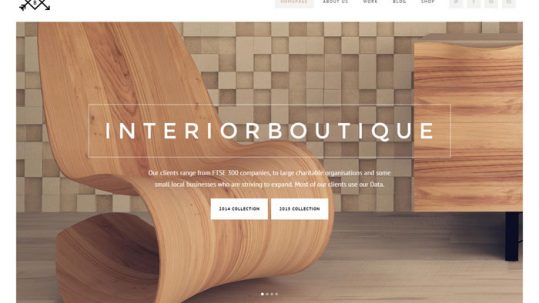 HOMEPAGE ABOUT US WORK BLOG SHOP
INTERIORBOUTIQUE
Our clients range from FTSE 300 companies, to large charitable organisations and some
small local businesses who are striving to expand. Most of our clients use our Data.
2014 COLLECTION 2015 COLLECTION